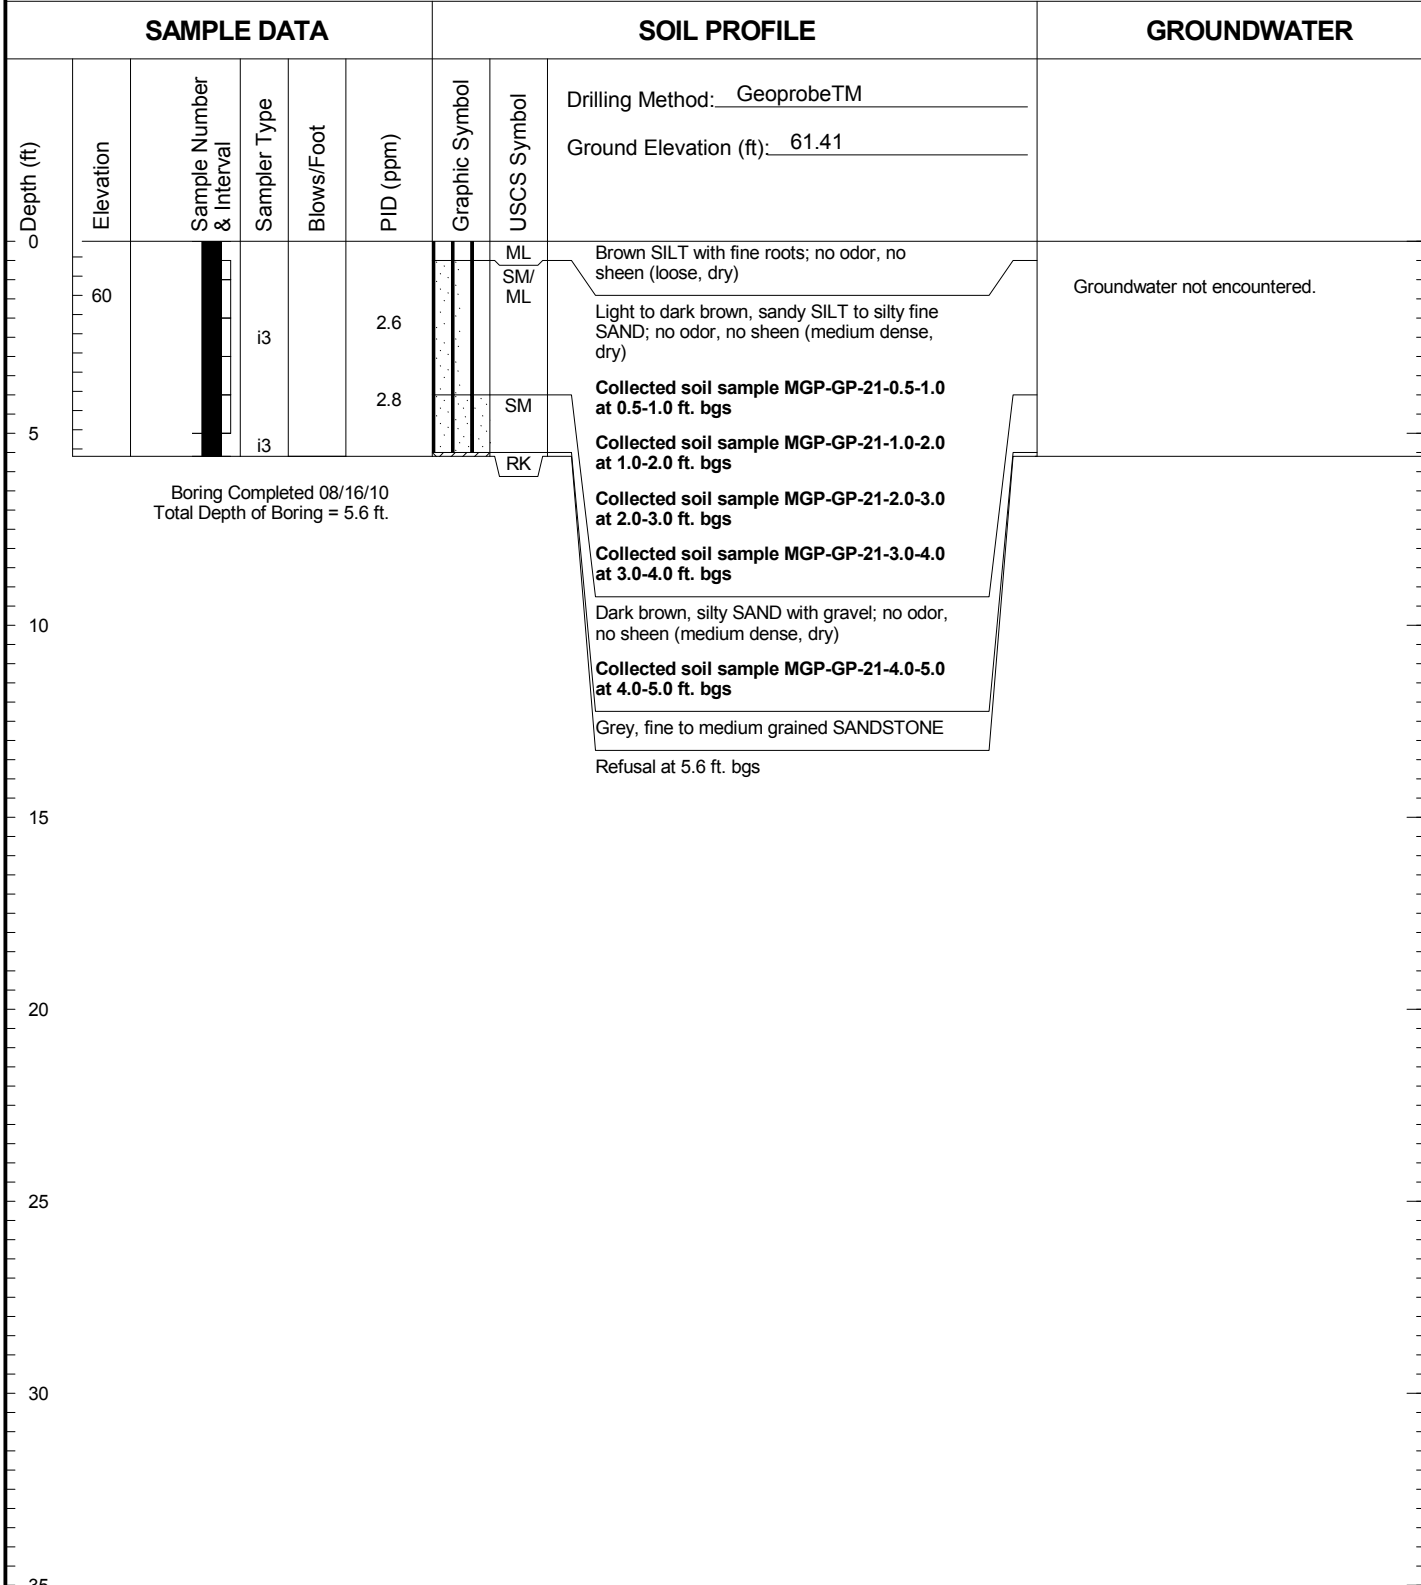 SAMPLE DATA
SOIL PROFILE
GROUNDWATER
Depth (ft)
Elevation
Sample Number
& Interval
Sampler Type
Blows/Foot
PID (ppm)
Graphic Symbol
USCS Symbol
Drilling Method: GeoprobeTM
Ground Elevation (ft): 61.41
0
ML
Brown SILT with fine roots; no odor, no
sheen (loose, dry)
SM/
ML
60
Groundwater not encountered.
Light to dark brown, sandy SILT to silty fine
SAND; no odor, no sheen (medium dense,
dry)
2.6
i3
Collected soil sample MGP-GP-21-0.5-1.0
at 0.5-1.0 ft. bgs
2.8
SM
5
i3
Collected soil sample MGP-GP-21-1.0-2.0
at 1.0-2.0 ft. bgs
RK
Boring Completed 08/16/10
Total Depth of Boring = 5.6 ft.
Collected soil sample MGP-GP-21-2.0-3.0
at 2.0-3.0 ft. bgs
Collected soil sample MGP-GP-21-3.0-4.0
at 3.0-4.0 ft. bgs
10
Dark brown, silty SAND with gravel; no odor,
no sheen (medium dense, dry)
Collected soil sample MGP-GP-21-4.0-5.0
at 4.0-5.0 ft. bgs
Grey, fine to medium grained SANDSTONE
Refusal at 5.6 ft. bgs
15
20
25
30
35